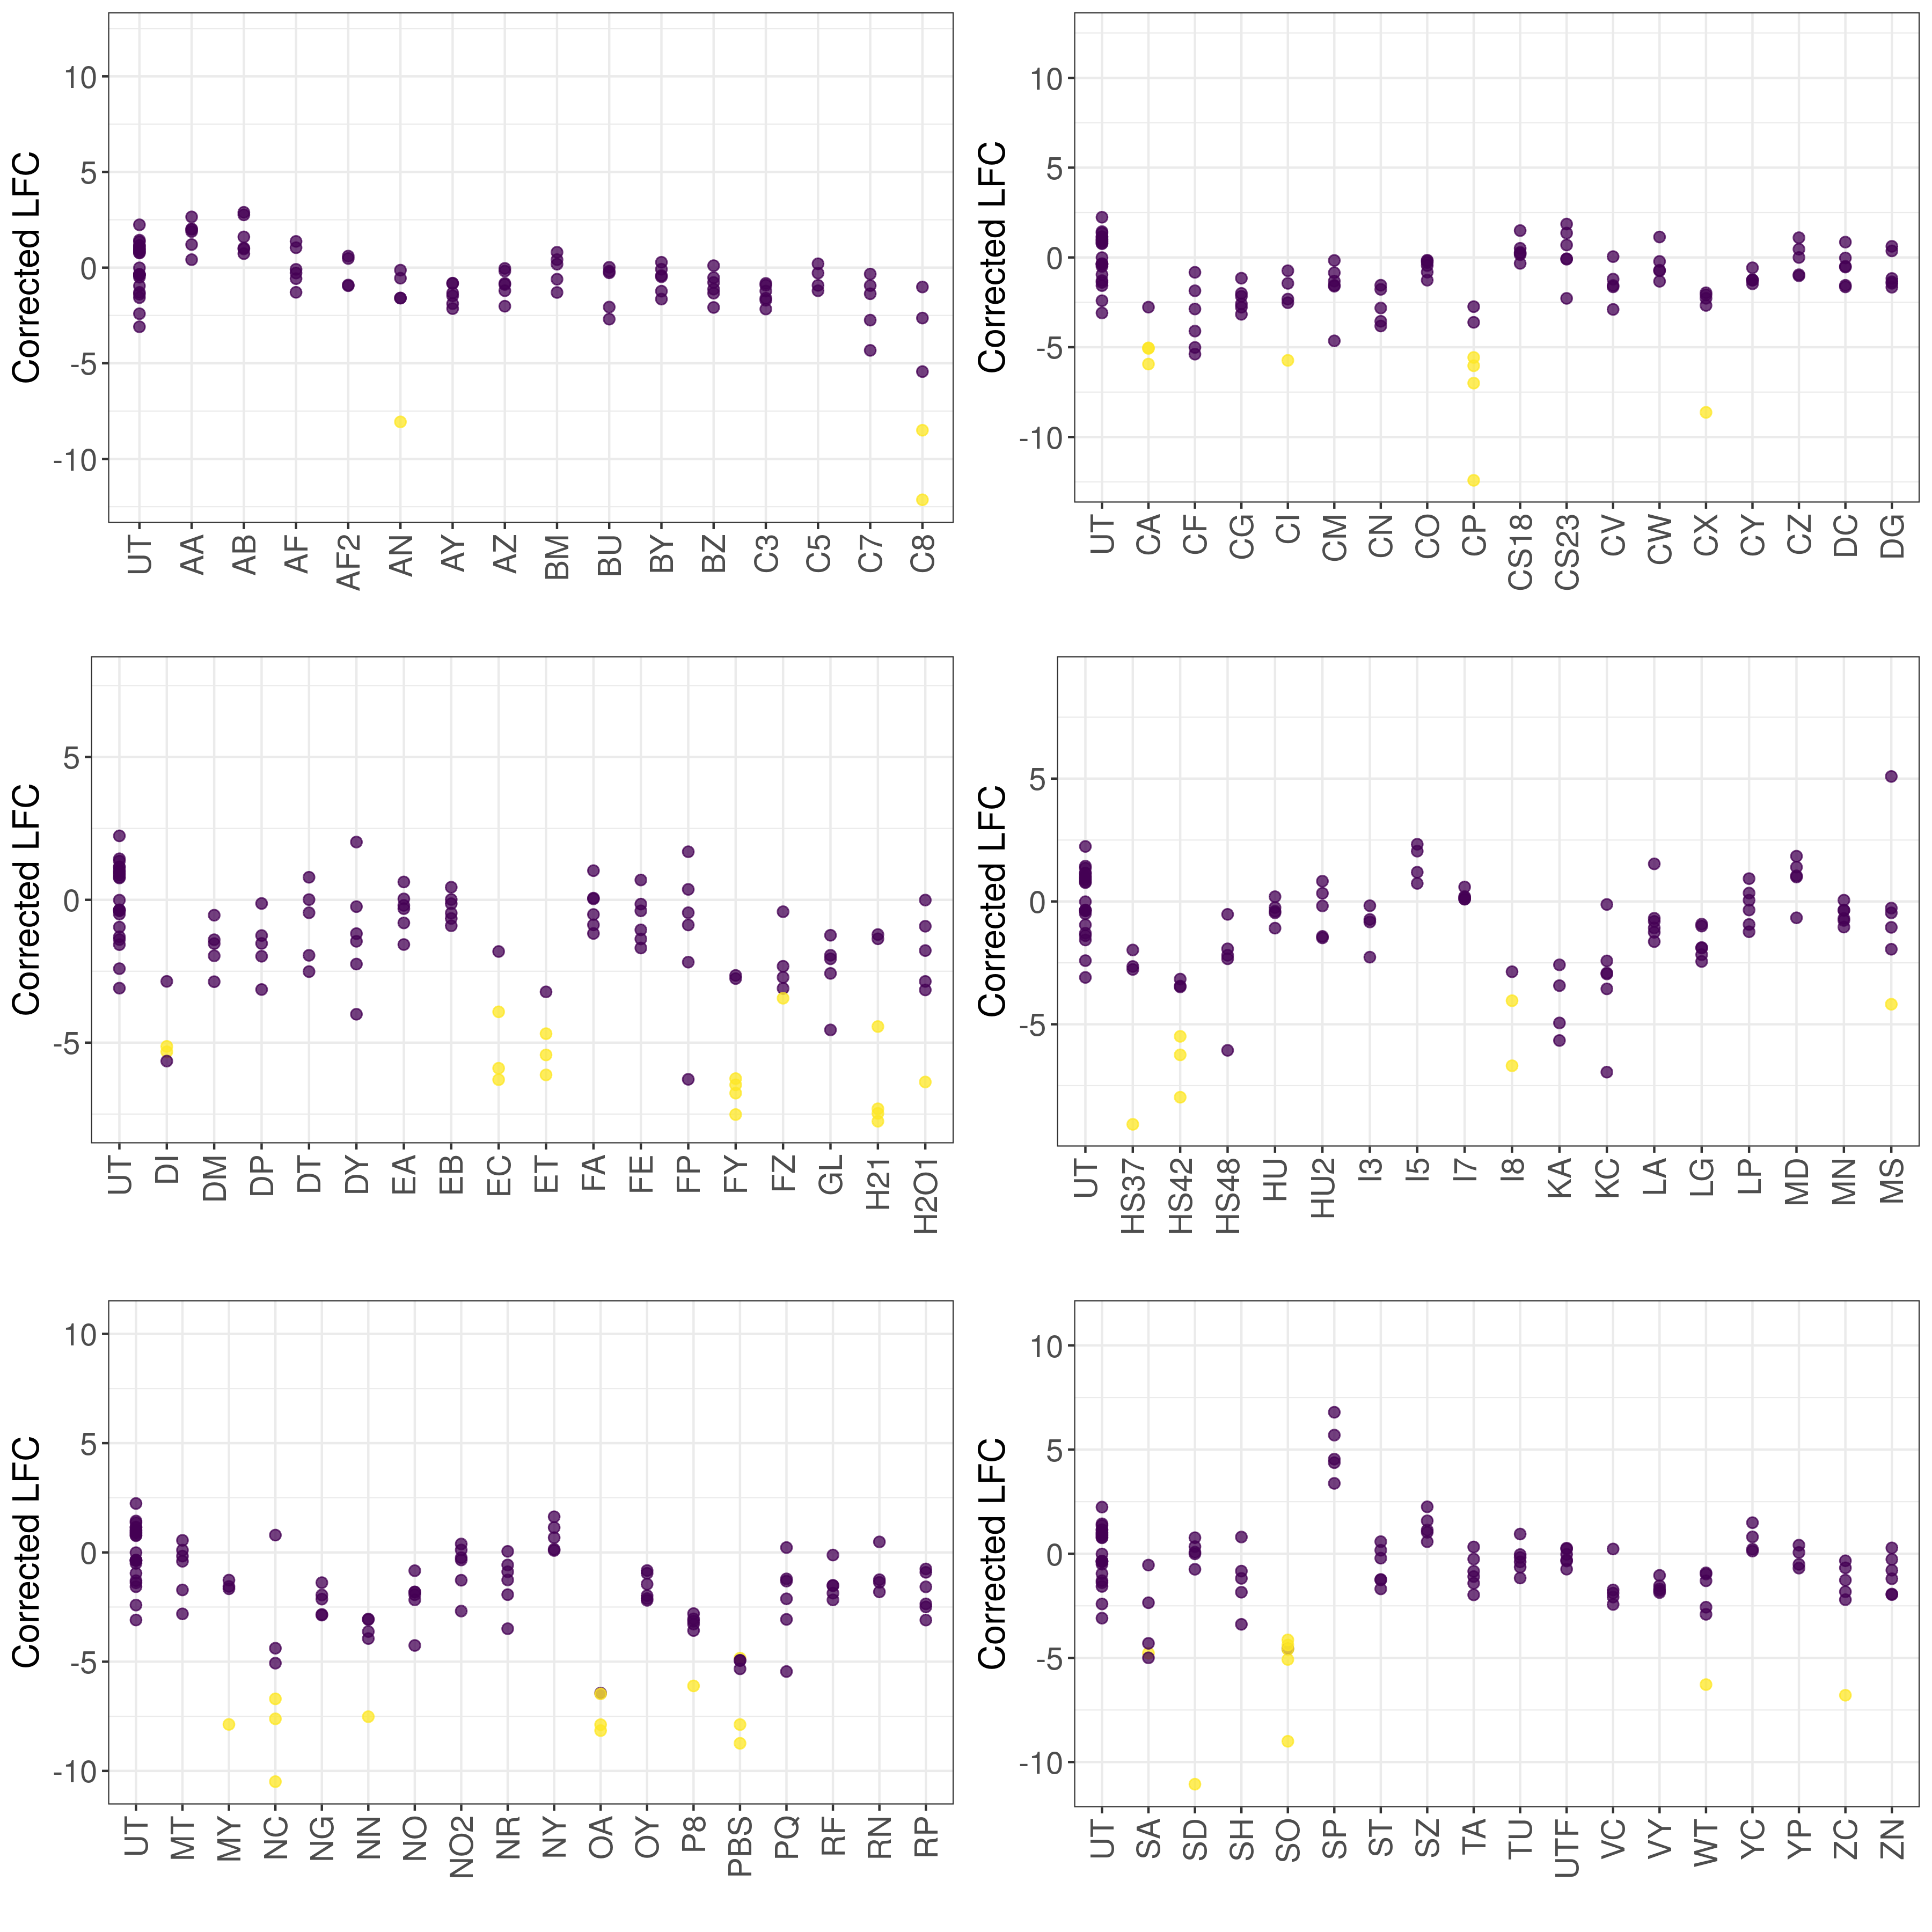 Corrected LFC
10
5
0
-5
-10
UT AA AB AF AF2 AN AY AZ BM BU BY BZ C3 C5 C7 C8
Corrected LFC
10
5
0
-5
-10
UT CA CF CG CI CM CN CO CP CS18 CS23 CV CW CX CY CZ DC DG
Corrected LFC
5
0
-5
UT DI DM DP DT DY EA EB EC ET FA FE FP FY FZ GL H21 H2O1
Corrected LFC
5
0
-5
UT HS37 HS42 HS48 HU HU2 I3 I5 I7 I8 KA KC LA LG LP MD MN MS
Corrected LFC
10
5
0
-5
-10
UT MT MY NC NG NN NO NO2 NR NY OA OY P8 PBS PQ RF RN RP
Corrected LFC
10
5
0
-5
-10
UT SA SD SH SO SP ST SZ TA TU UTF VC VY WT YC YP ZC ZN